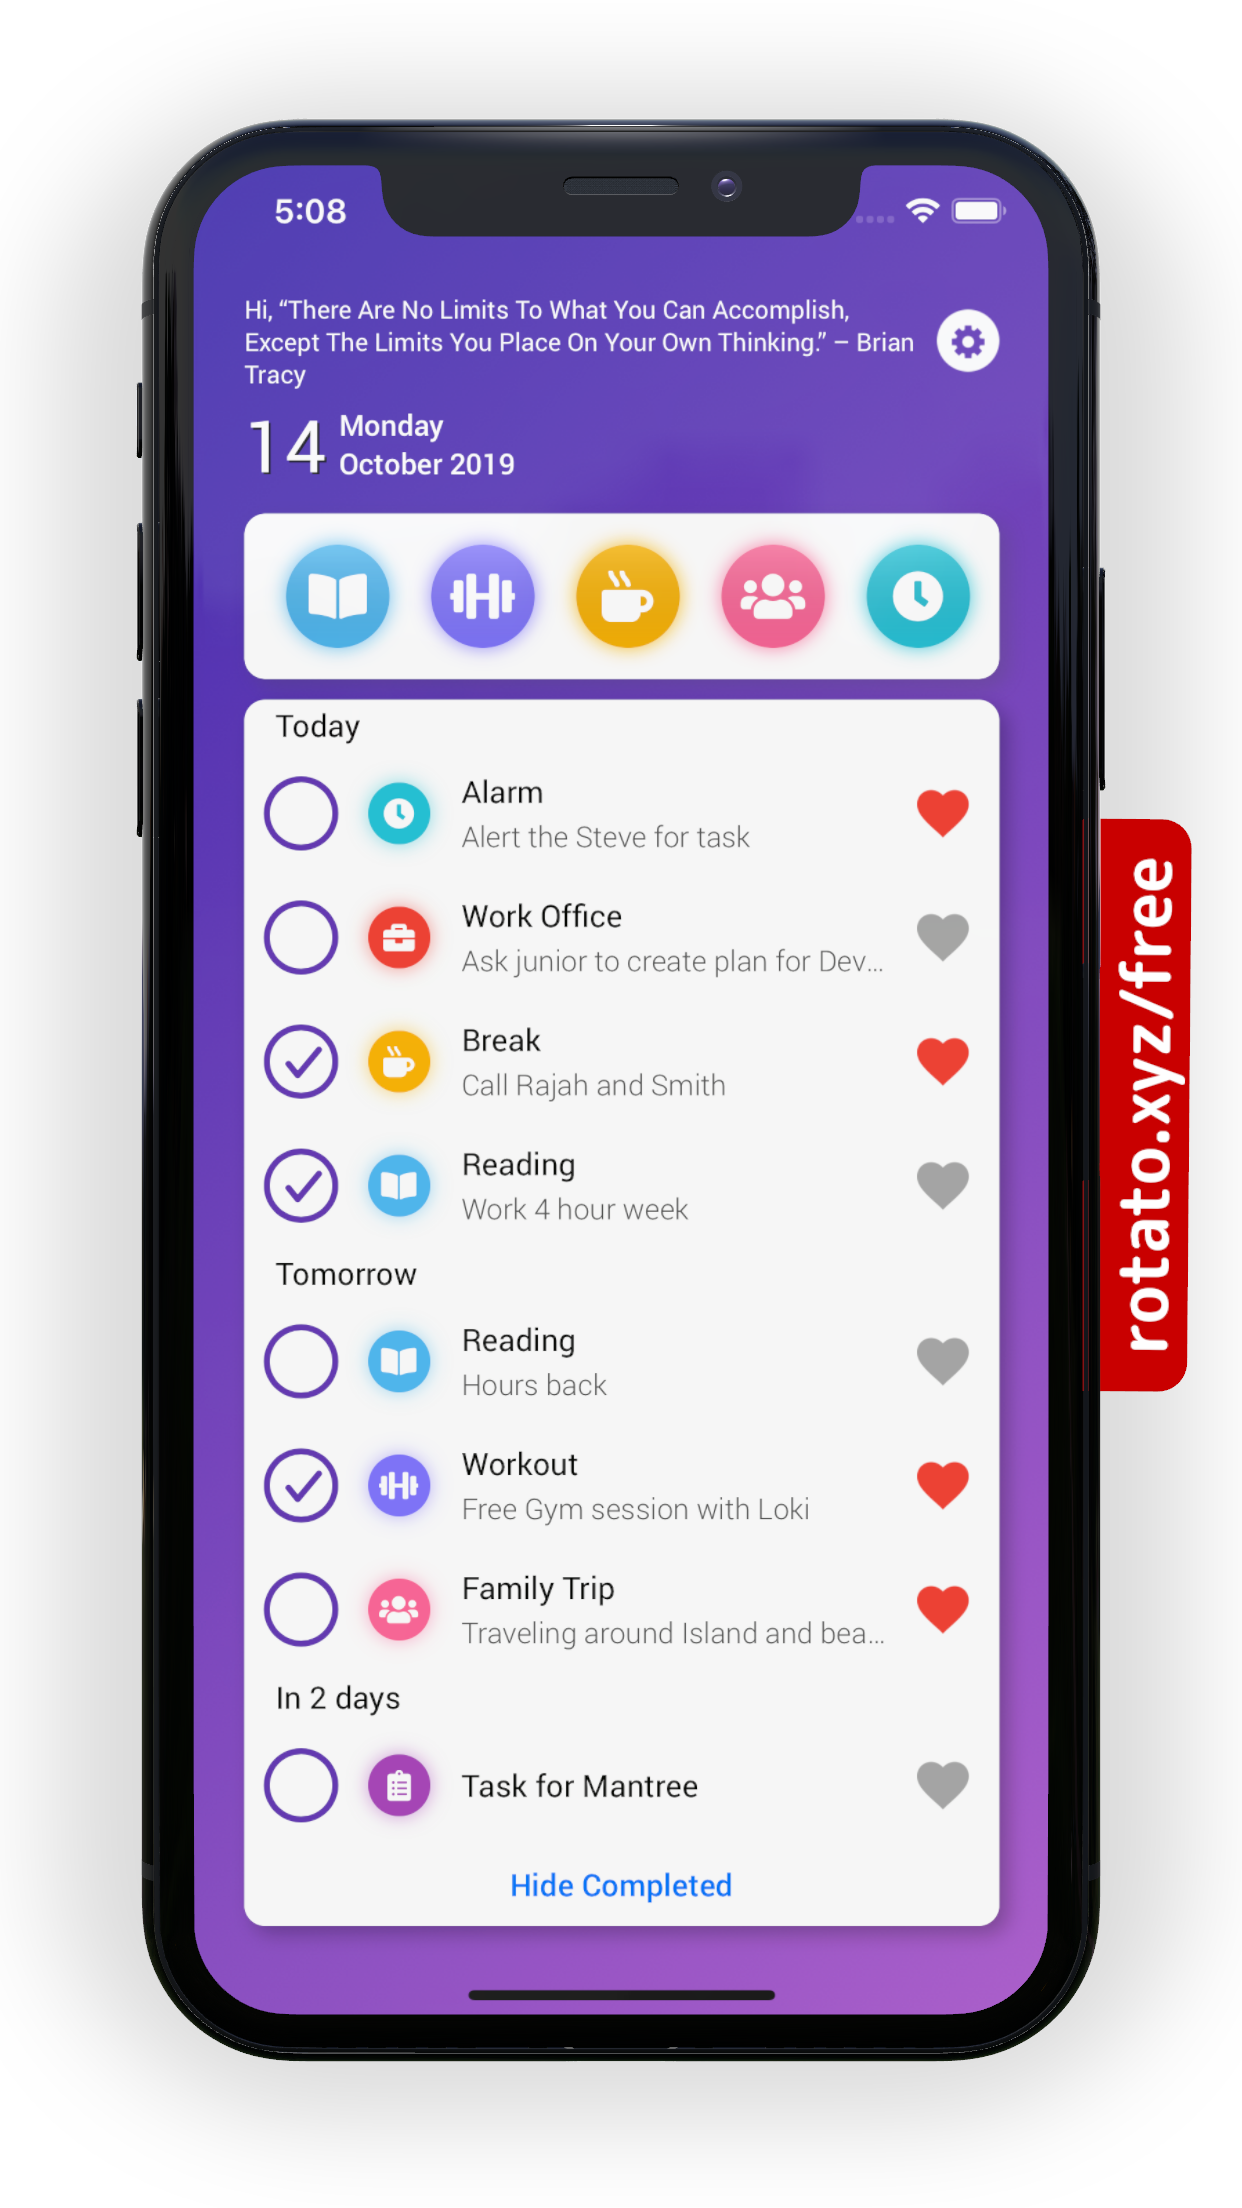 5:08
Hi, “There Are No Limits To What You Can Accomplish,
Except The Limits You Place On Your Own Thinking.” – Brian
Tracy
14
Monday
October 2019
Today
Alarm
Alert the Steve for task
Work Office
Ask junior to create plan for Dev...
Break
Call Rajah and Smith
Reading
Work 4 hour week
Tomorrow
Reading
Hours back
Workout
Free Gym session with Loki
Family Trip
Traveling around Island and bea...
In 2 days
Task for Mantree
Hide Completed
rotato.xyz/free